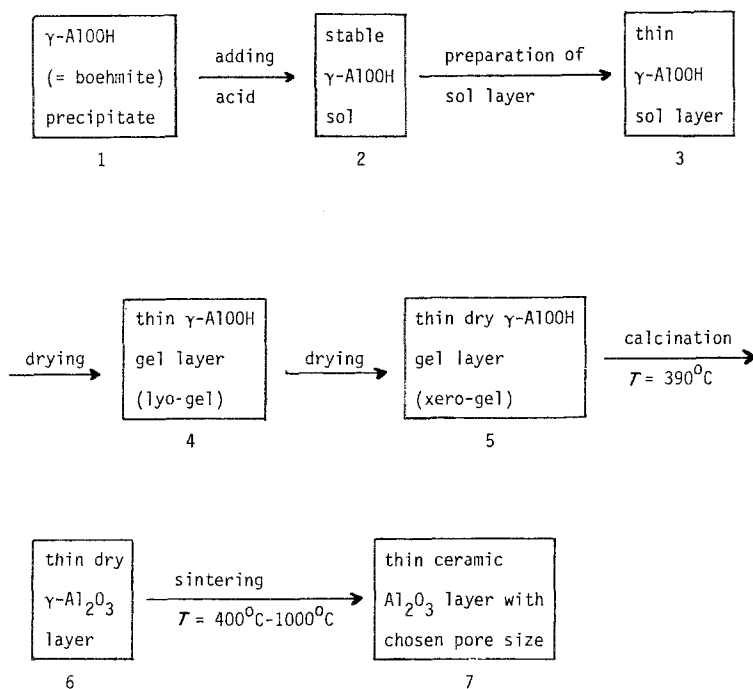 γ-AlOOH
(= boehmite)
precipitate
1
adding
acid
stable
γ-AlOOH
sol
2
preparation of
sol layer
thin
γ-AlOOH
sol layer
3
drying
thin γ-AlOOH
gel layer
(lyo-gel)
4
drying
thin dry γ-AlOOH
gel layer
(xero-gel)
5
calcination
T = 390°C
thin dry
γ-Al₂O₃
layer
6
sintering
T = 400°C-1000°C
thin ceramic
Al₂O₃ layer with
chosen pore size
7